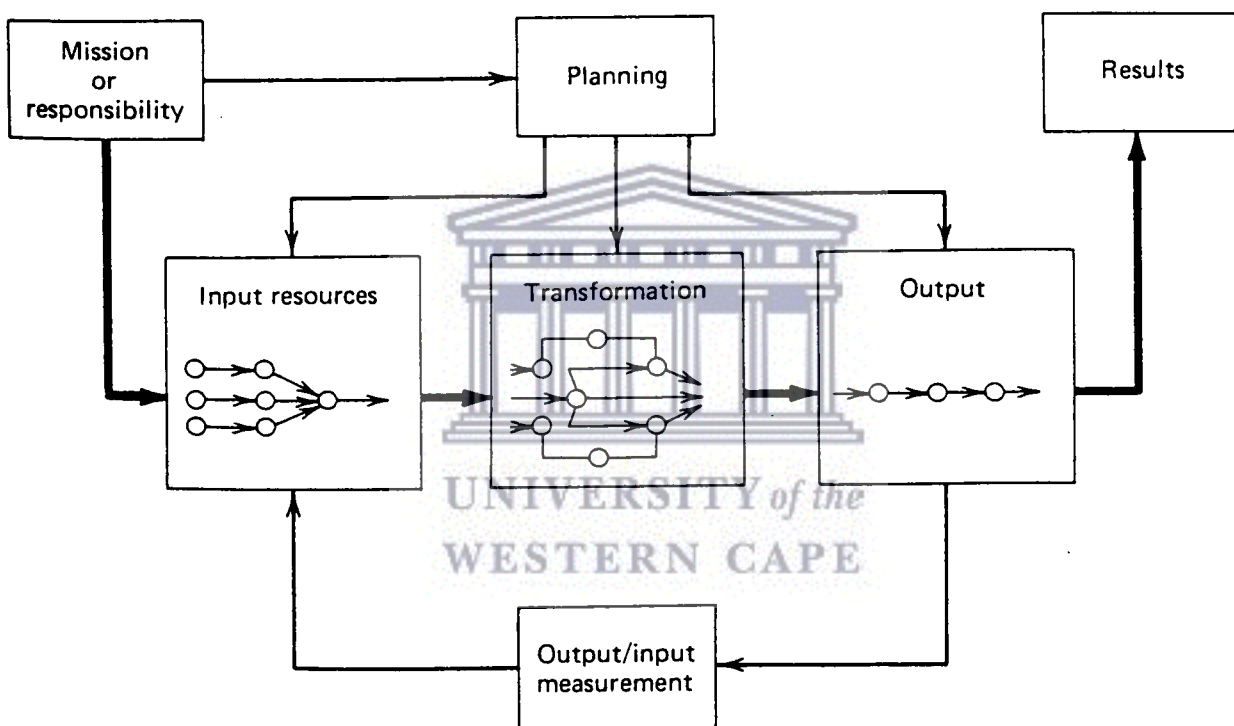 Mission
or
responsibility
Planning
Results
Input resources
Transformation
Output
UNIVERSITY of the
WESTERN CAPE
Output/input
measurement